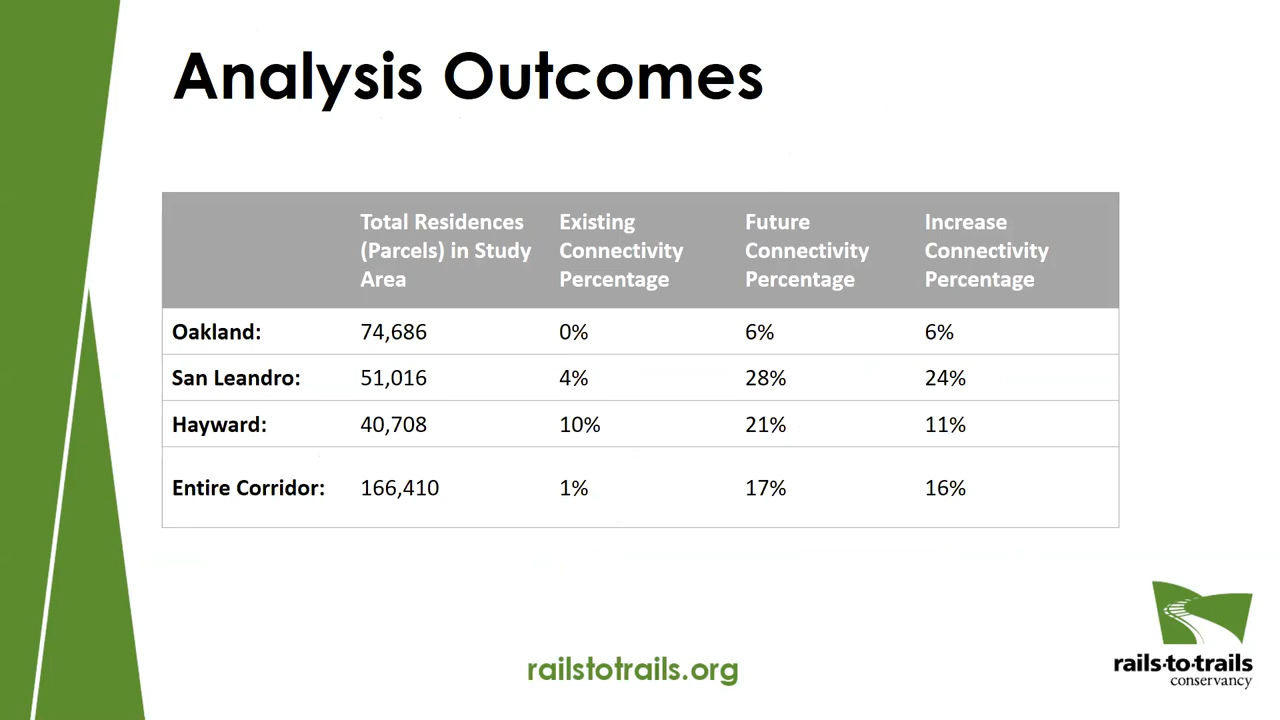 Analysis Outcomes
Total Residences (Parcels) in Study Area Existing Connectivity Percentage Future Connectivity Percentage Increase Connectivity Percentage
Oakland: 74,686 0% 6% 6%
San Leandro: 51,016 4% 28% 24%
Hayward: 40,708 10% 21% 11%
Entire Corridor: 166,410 1% 17% 16%
railstotrails.org
rails·to·trails
conservancy